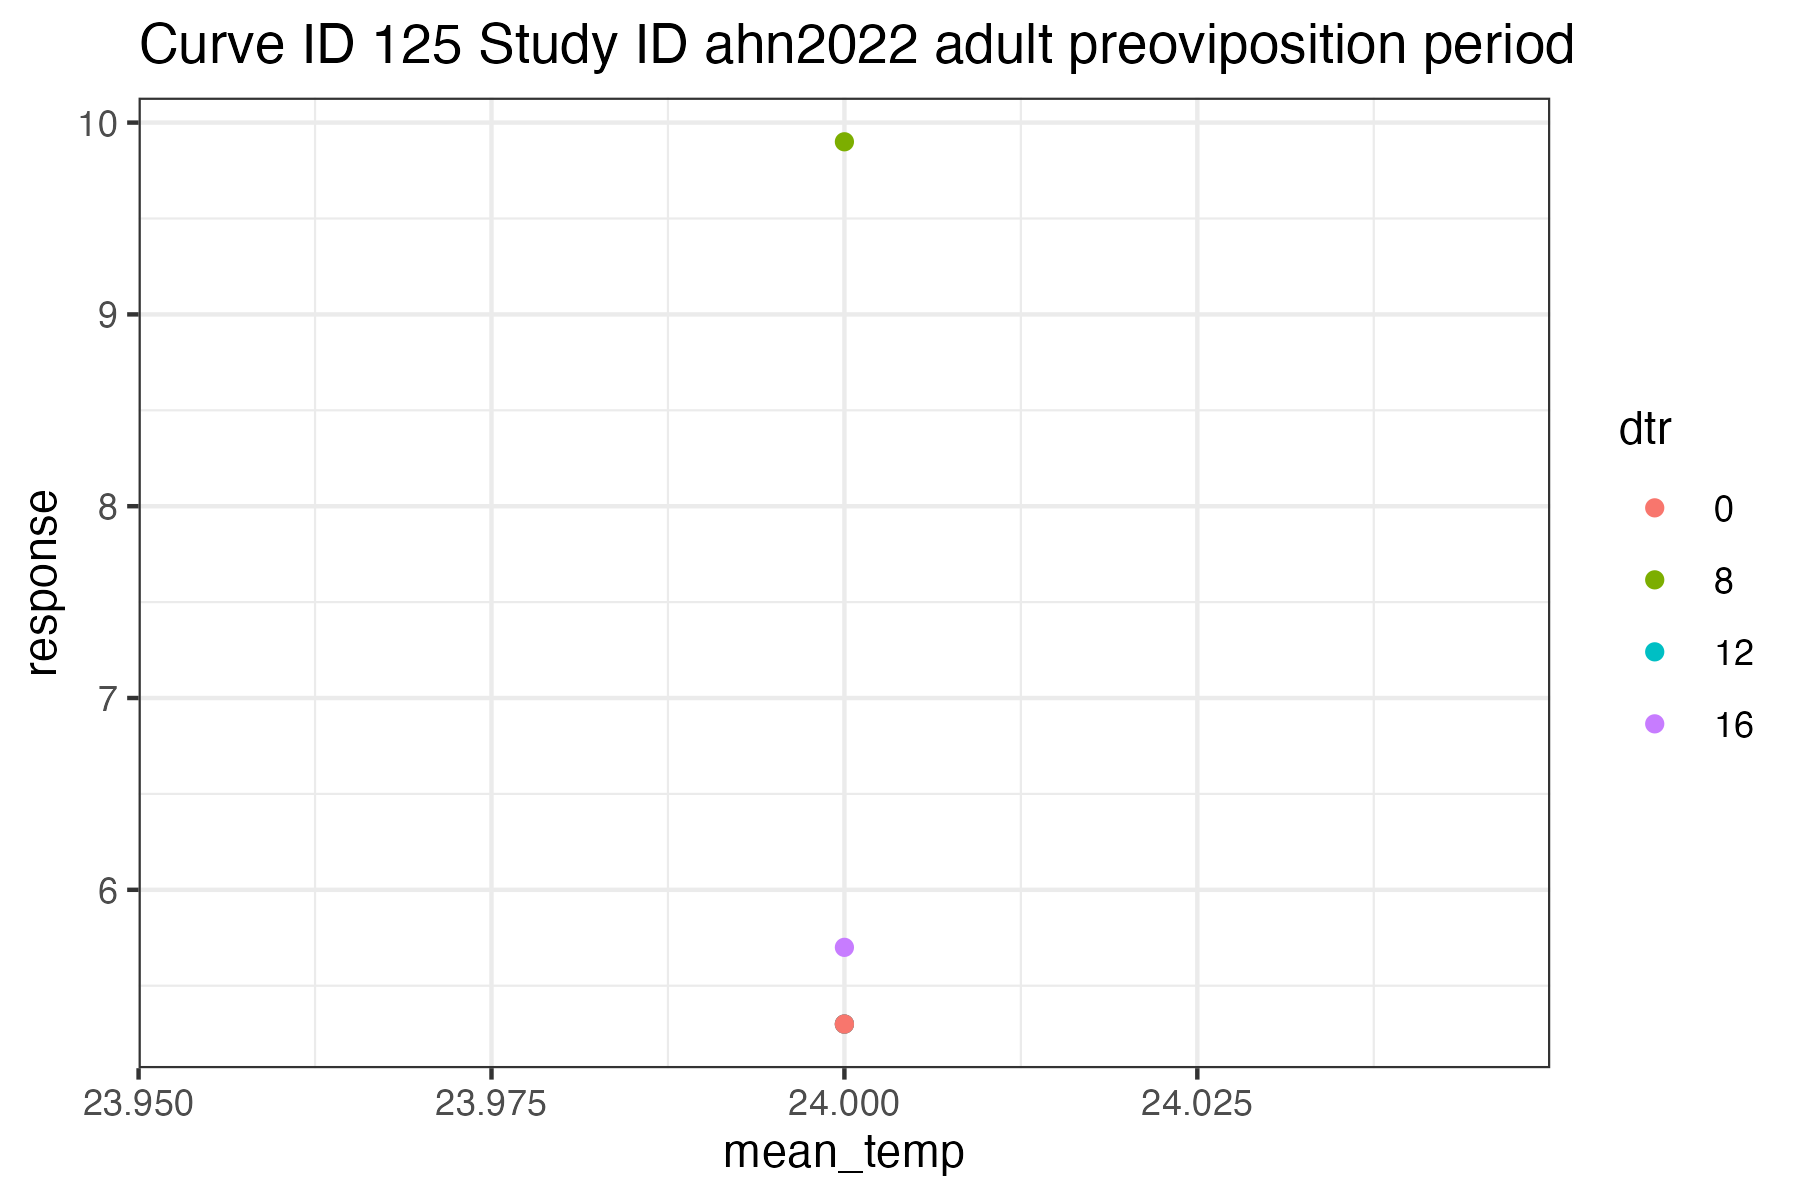 Curve ID 125 Study ID ahn2022 adult preoviposition period
10
9
8
7
6
response
23.950 23.975 24.000 24.025
mean_temp
dtr
0
8
12
16